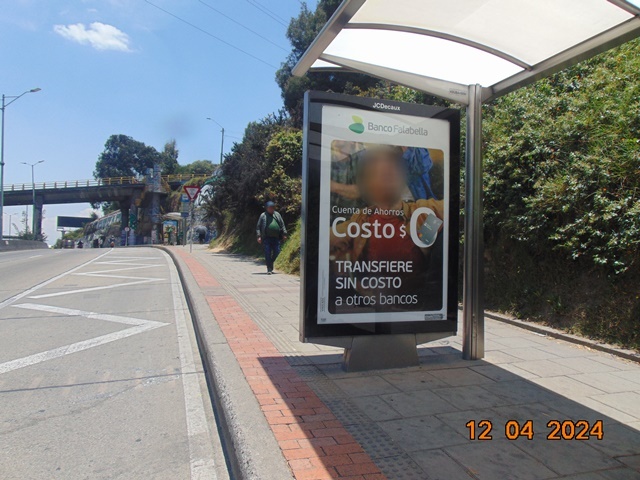 JCDecaux
Banco Falabella
Cuenta de Ahorros
Costo $0
TRANSFIERE
SIN COSTO
a otros bancos
12 04 2024